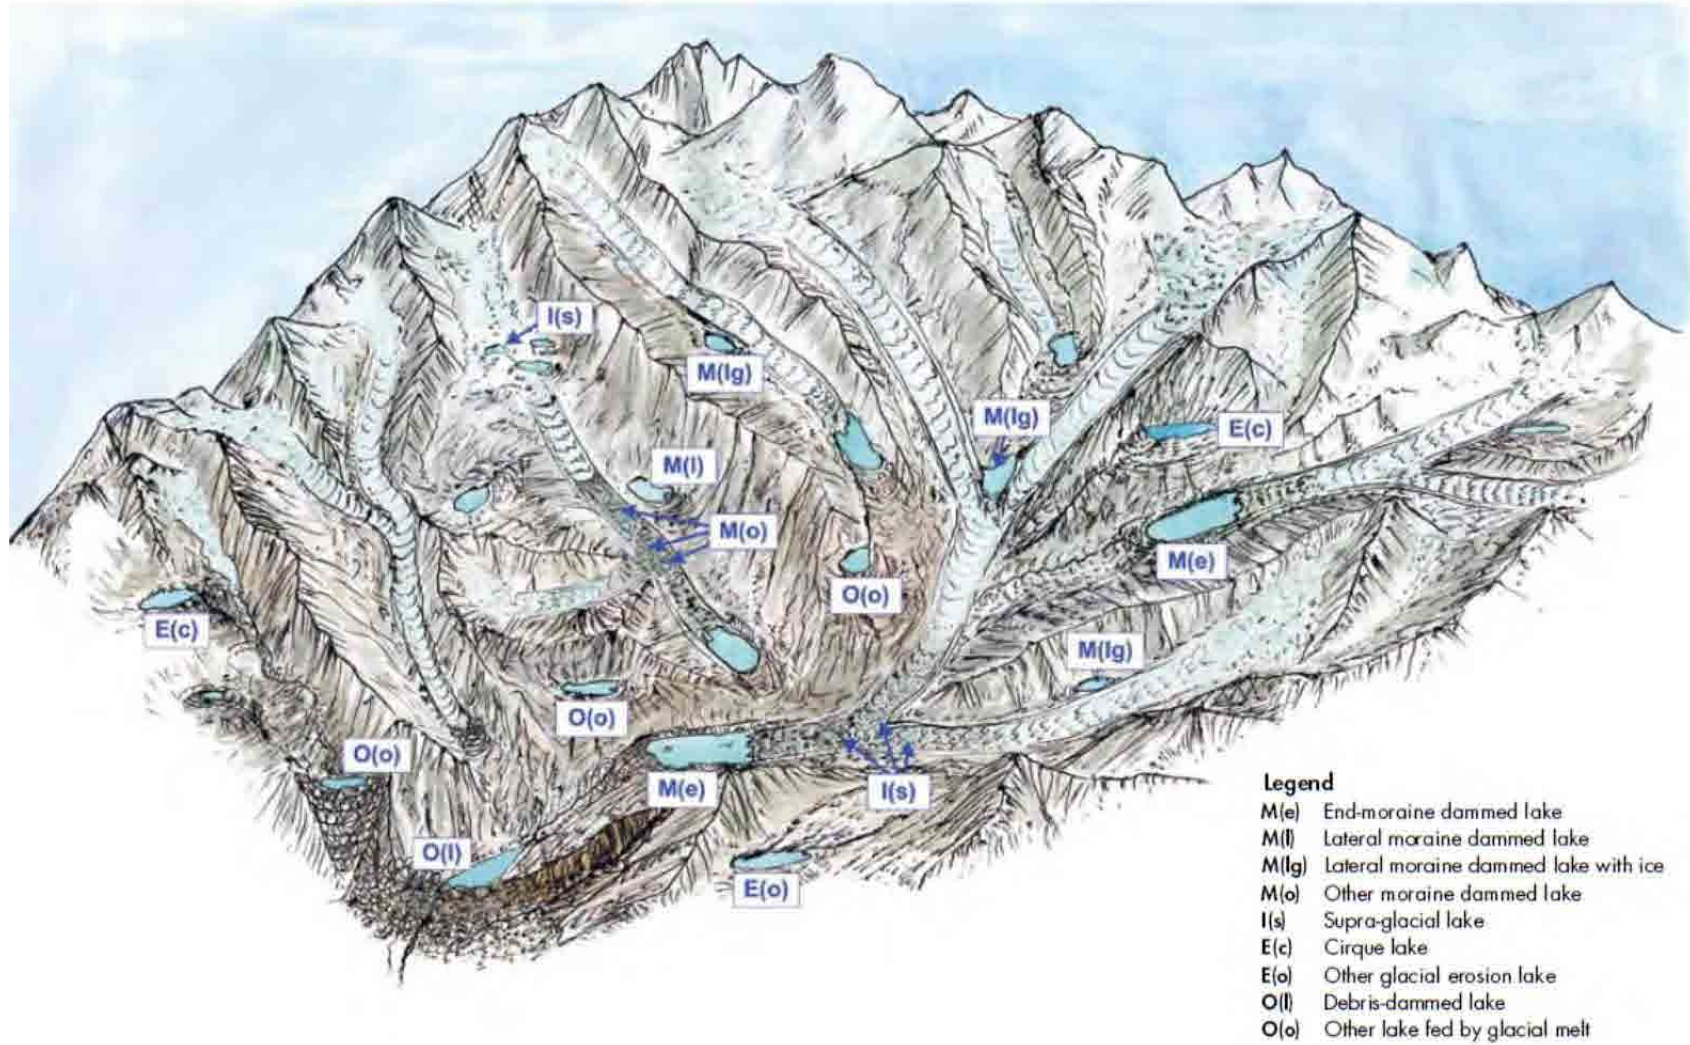 I(s)
M(lg)
M(lg)
E(c)
M(l)
M(o)
M(e)
O(o)
E(c)
M(lg)
O(o)
O(o)
M(e)
I(s)
O(l)
E(o)
Legend
M(e) End-moraine dammed lake
M(l) Lateral moraine dammed lake
M(lg) Lateral moraine dammed lake with ice
M(o) Other moraine dammed lake
I(s) Supra-glacial lake
E(c) Cirque lake
E(o) Other glacial erosion lake
O(l) Debris-dammed lake
O(o) Other lake fed by glacial melt